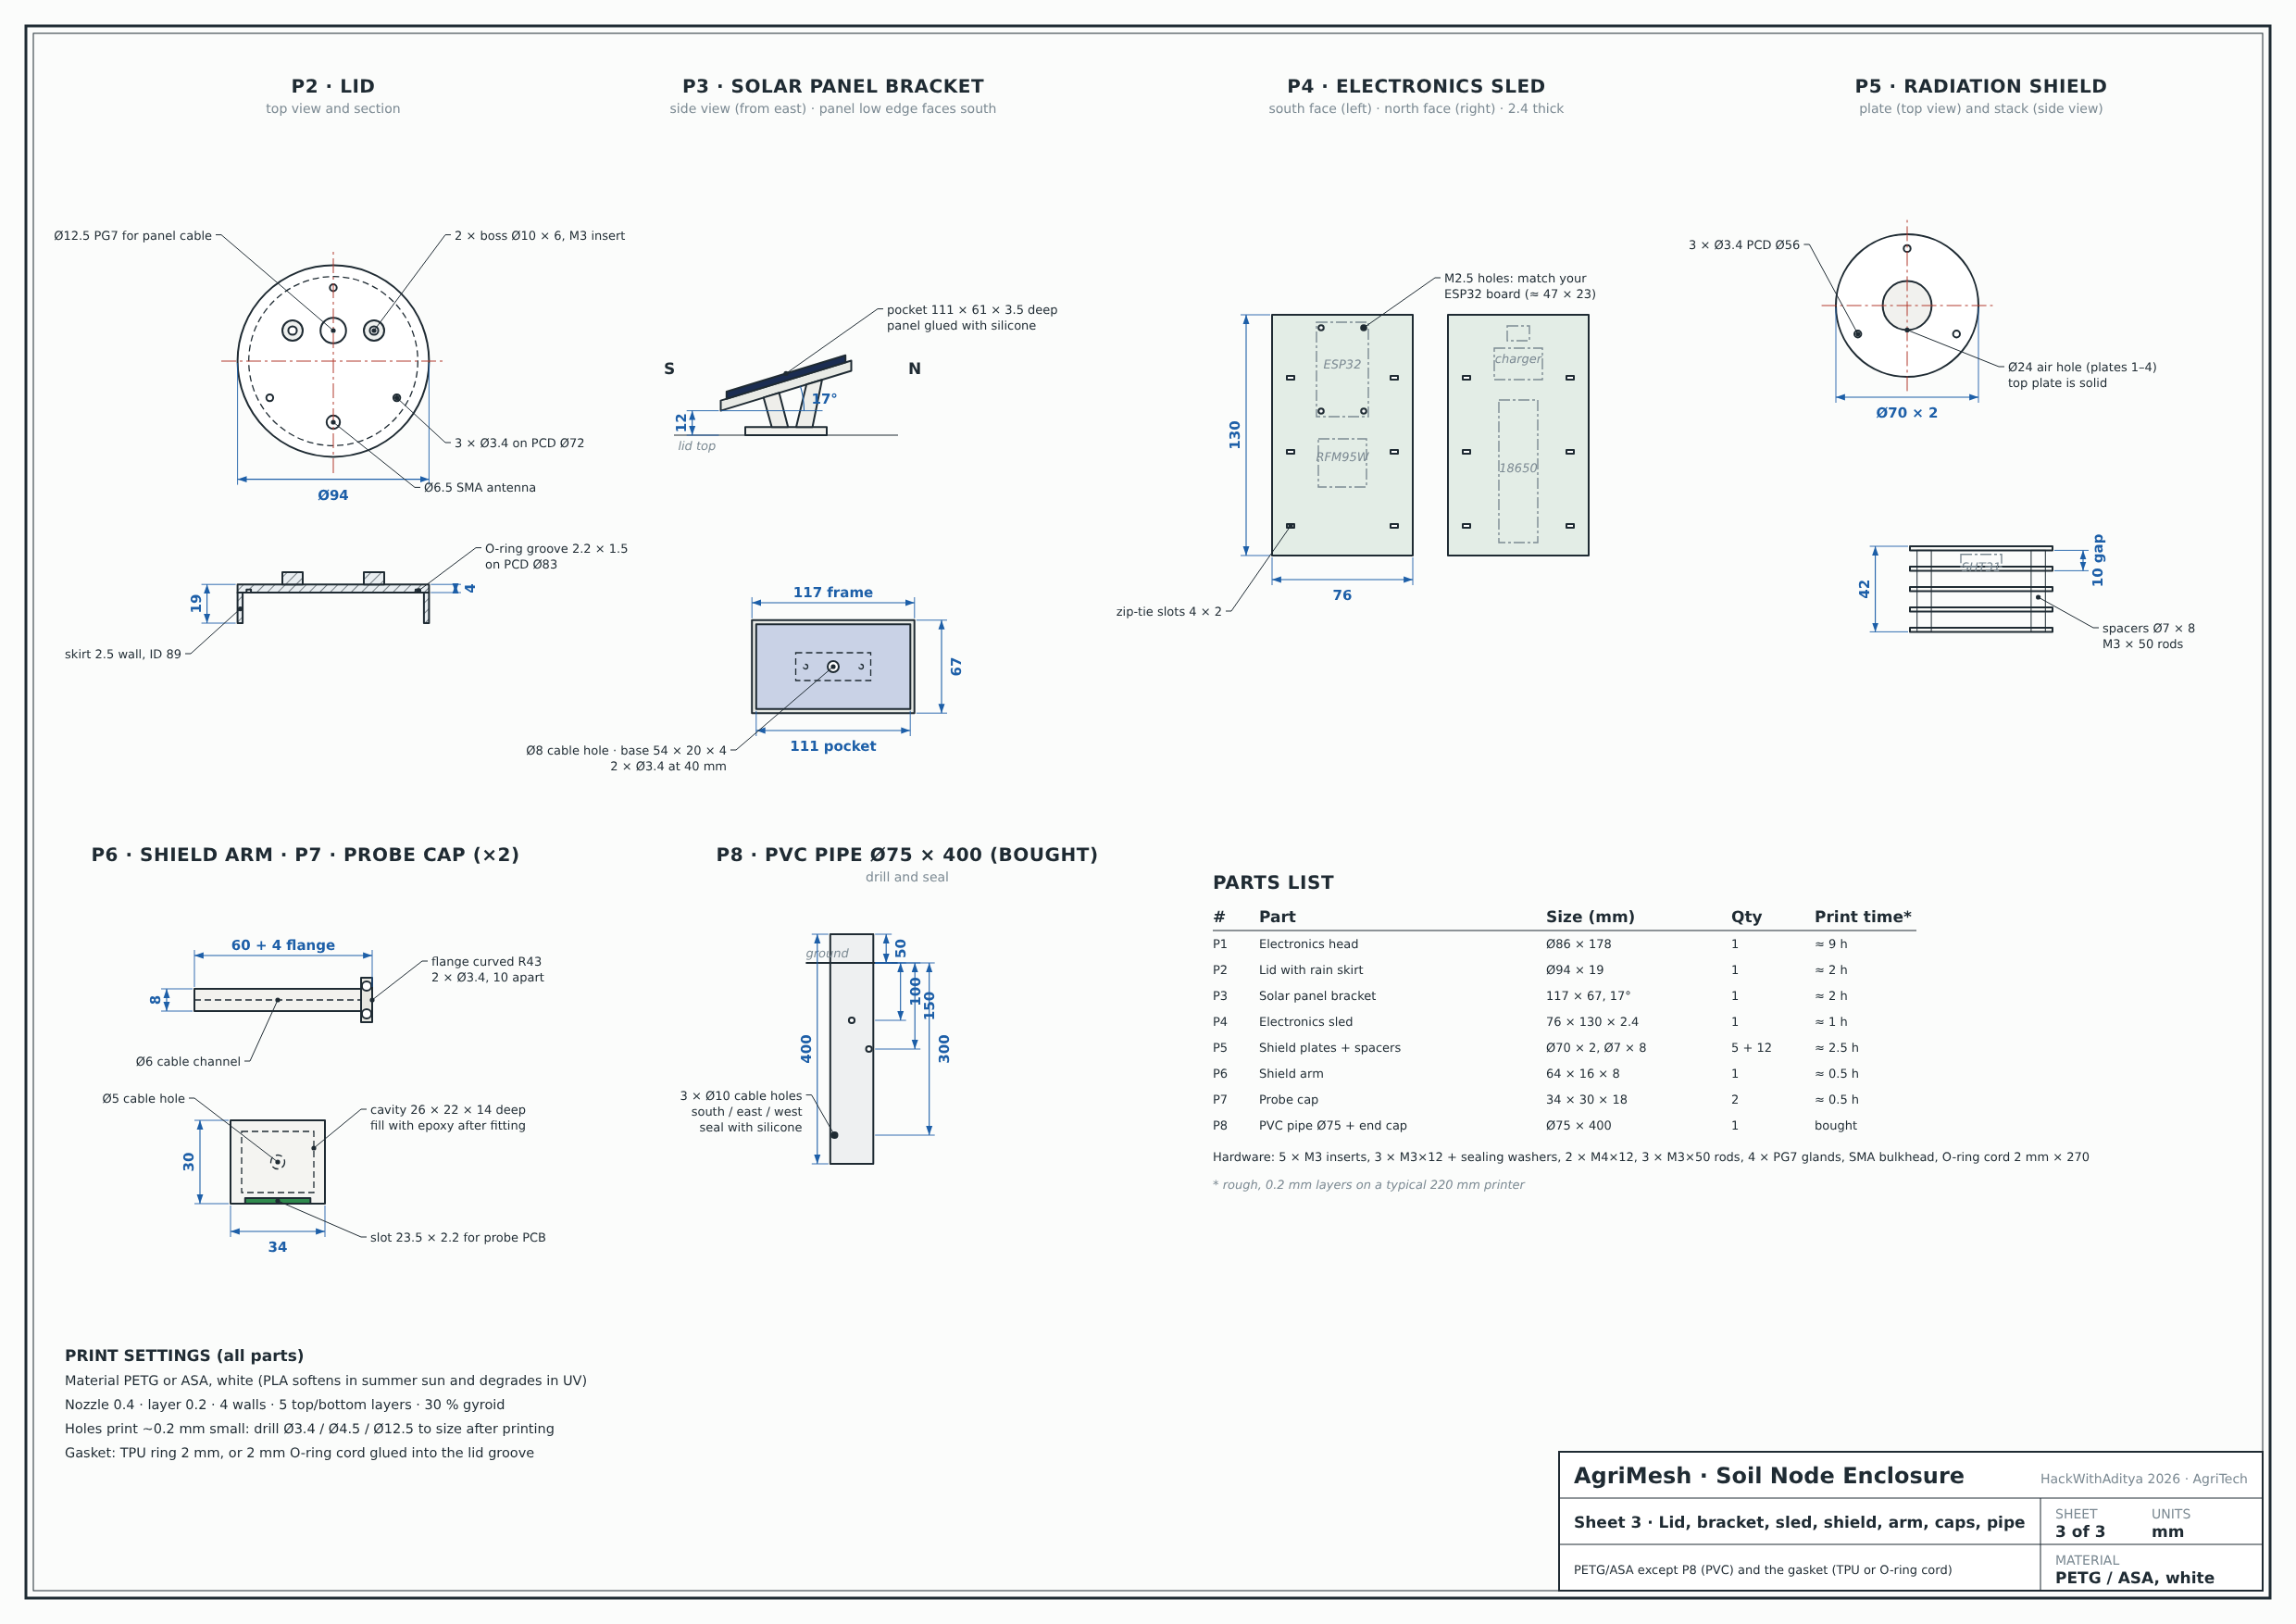 P2 · LID
top view and section
Ø12.5 PG7 for panel cable
2 × boss Ø10 × 6, M3 insert
3 × Ø3.4 on PCD Ø72
Ø6.5 SMA antenna
Ø94
O-ring groove 2.2 × 1.5
on PCD Ø83
19
4
skirt 2.5 wall, ID 89
P3 · SOLAR PANEL BRACKET
side view (from east) · panel low edge faces south
pocket 111 × 61 × 3.5 deep
panel glued with silicone
S
N
17°
12
lid top
117 frame
67
111 pocket
Ø8 cable hole · base 54 × 20 × 4
2 × Ø3.4 at 40 mm
P4 · ELECTRONICS SLED
south face (left) · north face (right) · 2.4 thick
M2.5 holes: match your
ESP32 board (≈ 47 × 23)
ESP32
charger
130
RFM95W
18650
76
zip-tie slots 4 × 2
P5 · RADIATION SHIELD
plate (top view) and stack (side view)
3 × Ø3.4 PCD Ø56
Ø24 air hole (plates 1–4)
top plate is solid
Ø70 × 2
SHT31
10 gap
42
spacers Ø7 × 8
M3 × 50 rods
P6 · SHIELD ARM · P7 · PROBE CAP (×2)
60 + 4 flange
flange curved R43
2 × Ø3.4, 10 apart
8
Ø6 cable channel
Ø5 cable hole
cavity 26 × 22 × 14 deep
fill with epoxy after fitting
30
34
slot 23.5 × 2.2 for probe PCB
P8 · PVC PIPE Ø75 × 400 (BOUGHT)
drill and seal
ground
50
100
150
400
300
3 × Ø10 cable holes
south / east / west
seal with silicone
PARTS LIST
# Part Size (mm) Qty Print time*
P1 Electronics head Ø86 × 178 1 ≈ 9 h
P2 Lid with rain skirt Ø94 × 19 1 ≈ 2 h
P3 Solar panel bracket 117 × 67, 17° 1 ≈ 2 h
P4 Electronics sled 76 × 130 × 2.4 1 ≈ 1 h
P5 Shield plates + spacers Ø70 × 2, Ø7 × 8 5 + 12 ≈ 2.5 h
P6 Shield arm 64 × 16 × 8 1 ≈ 0.5 h
P7 Probe cap 34 × 30 × 18 2 ≈ 0.5 h
P8 PVC pipe Ø75 + end cap Ø75 × 400 1 bought
Hardware: 5 × M3 inserts, 3 × M3×12 + sealing washers, 2 × M4×12, 3 × M3×50 rods, 4 × PG7 glands, SMA bulkhead, O-ring cord 2 mm × 270
* rough, 0.2 mm layers on a typical 220 mm printer
PRINT SETTINGS (all parts)
Material PETG or ASA, white (PLA softens in summer sun and degrades in UV)
Nozzle 0.4 · layer 0.2 · 4 walls · 5 top/bottom layers · 30 % gyroid
Holes print ~0.2 mm small: drill Ø3.4 / Ø4.5 / Ø12.5 to size after printing
Gasket: TPU ring 2 mm, or 2 mm O-ring cord glued into the lid groove
AgriMesh · Soil Node Enclosure
HackWithAditya 2026 · AgriTech
Sheet 3 · Lid, bracket, sled, shield, arm, caps, pipe
SHEET UNITS
3 of 3 mm
PETG/ASA except P8 (PVC) and the gasket (TPU or O-ring cord)
MATERIAL
PETG / ASA, white